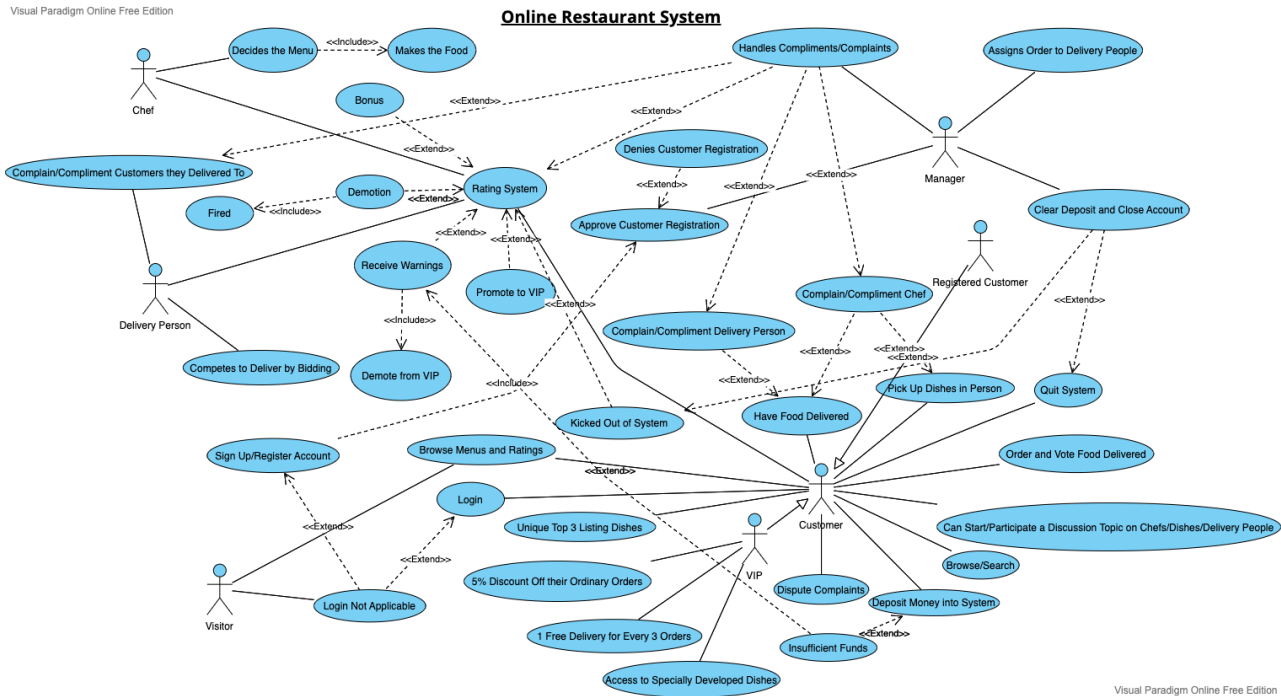 Visual Paradigm Online Free Edition
Online Restaurant System
Decides the Menu
<<Include>>
Makes the Food
Handles Compliments/Complaints
Assigns Order to Delivery People
Chef
Bonus
<<Extend>>
<<Extend>>
<<Extend>>
Denies Customer Registration
Manager
Complain/Compliment Customers they Delivered To
<<Extend>>
<<Extend>>
<<Extend>>
<<Extend>>
Demotion
<<Extend>>
Rating System
Fired
<<Include>>
Approve Customer Registration
Clear Deposit and Close Account
<<Extend>>
Receive Warnings
<<Extend>>
Registered Customer
Promote to VIP
<<Extend>>
<<Extend>>
Complain/Compliment Chef
<<Extend>>
Delivery Person
<<Include>>
Complain/Compliment Delivery Person
<<Extend>>
<<Extend>>
Competes to Deliver by Bidding
Demote from VIP
<<Include>>
<<Extend>>
Pick Up Dishes in Person
Quit System
Kicked Out of System
Have Food Delivered
Sign Up/Register Account
Browse Menus and Ratings
Order and Vote Food Delivered
<<Extend>>
Login
Unique Top 3 Listing Dishes
Customer
Can Start/Participate a Discussion Topic on Chefs/Dishes/Delivery People
<<Extend>>
<<Extend>>
Browse/Search
VIP
5% Discount Off their Ordinary Orders
Dispute Complaints
Deposit Money into System
Visitor
Login Not Applicable
<<Extend>>
1 Free Delivery for Every 3 Orders
Insufficient Funds
Access to Specially Developed Dishes
Visual Paradigm Online Free Edition